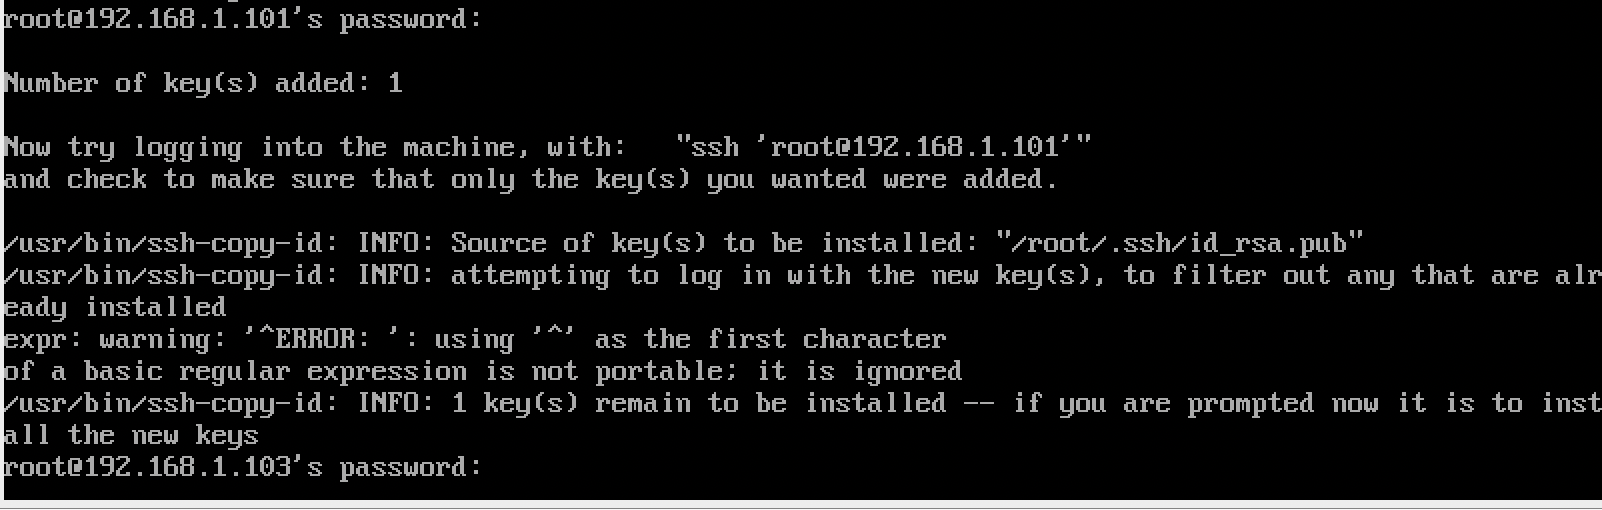 root@192.168.1.101's password:
Number of key(s) added: 1
Now try logging into the machine, with:   "ssh 'root@192.168.1.101'"
and check to make sure that only the key(s) you wanted were added.
/usr/bin/ssh-copy-id: INFO: Source of key(s) to be installed: "/root/.ssh/id_rsa.pub"
/usr/bin/ssh-copy-id: INFO: attempting to log in with the new key(s), to filter out any that are alr
eady installed
expr: warning: '^ERROR: ': using '^' as the first character
of a basic regular expression is not portable; it is ignored
/usr/bin/ssh-copy-id: INFO: 1 key(s) remain to be installed -- if you are prompted now it is to inst
all the new keys
root@192.168.1.103's password: